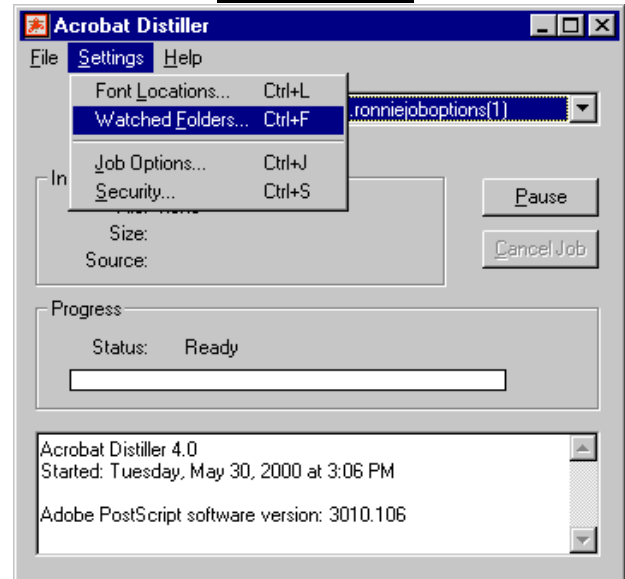 Acrobat Distiller
File Settings Help
Font Locations... Ctrl+L
Watched Folders... Ctrl+F
.ronniejoboptions(1)
Job Options... Ctrl+J
Security... Ctrl+S
In
Pause
Size:
Cancel Job
Source:
Progress
Status: Ready
Acrobat Distiller 4.0
Started: Tuesday, May 30, 2000 at 3:06 PM
Adobe PostScript software version: 3010.106